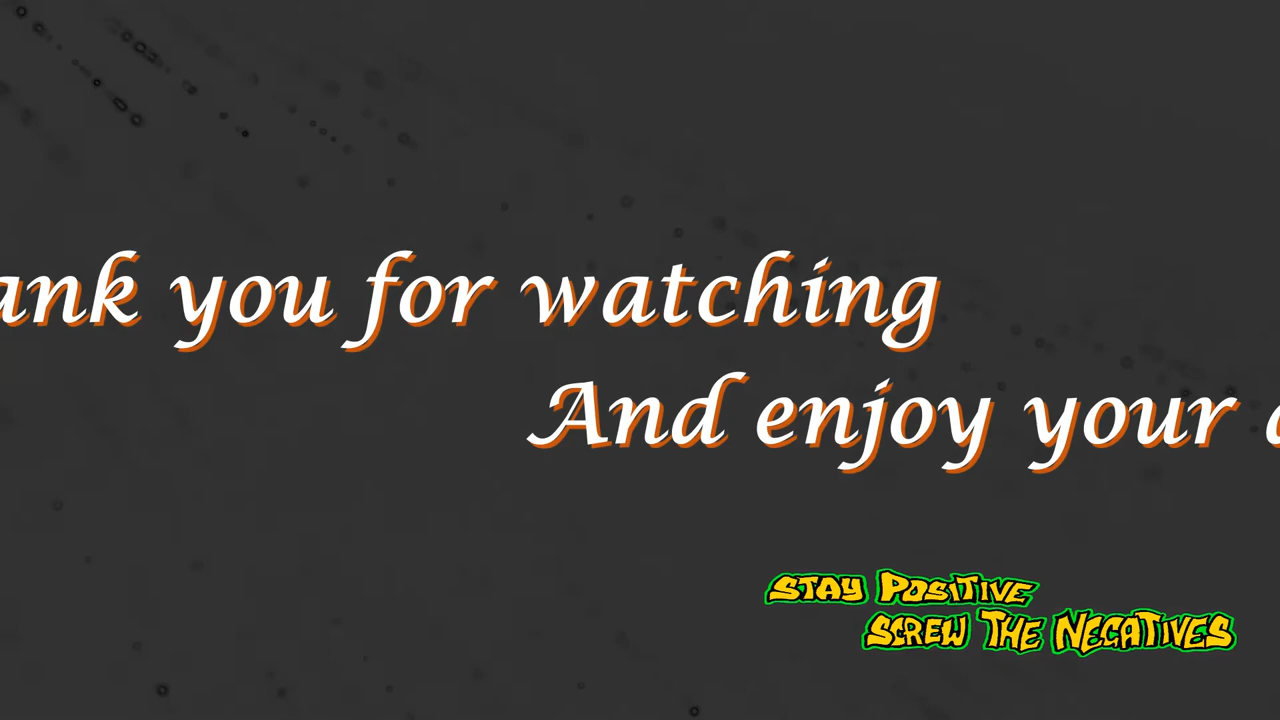 ank you for watching
And enjoy your
STAY POSITIVE
SCREW THE NEGATIVES